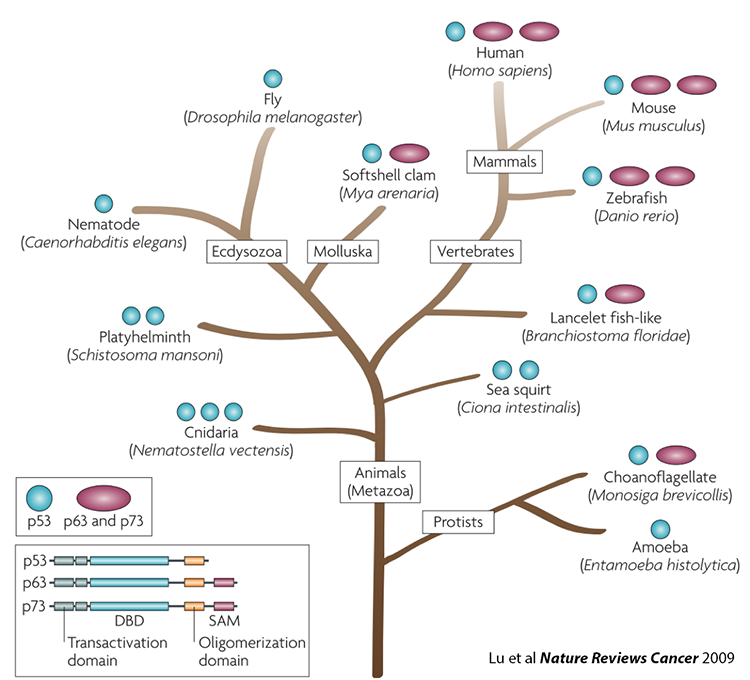 Human
(Homo sapiens)
Fly
(Drosophila melanogaster)
Mouse
(Mus musculus)
Softshell clam
(Mya arenaria)
Mammals
Zebrafish
(Danio rerio)
Nematode
(Caenorhabditis elegans)
Ecdysozoa
Molluska
Vertebrates
Platyhelminth
(Schistosoma mansoni)
Lancelet fish-like
(Branchiostoma floridae)
Sea squirt
(Ciona intestinalis)
Cnidaria
(Nematostella vectensis)
Animals
(Metazoa)
Choanoflagellate
(Monosiga brevicollis)
Protists
Amoeba
(Entamoeba histolytica)
p53
p63 and p73
p53
p63
p73
DBD
SAM
Transactivation
domain
Oligomerization
domain
Lu et al Nature Reviews Cancer 2009